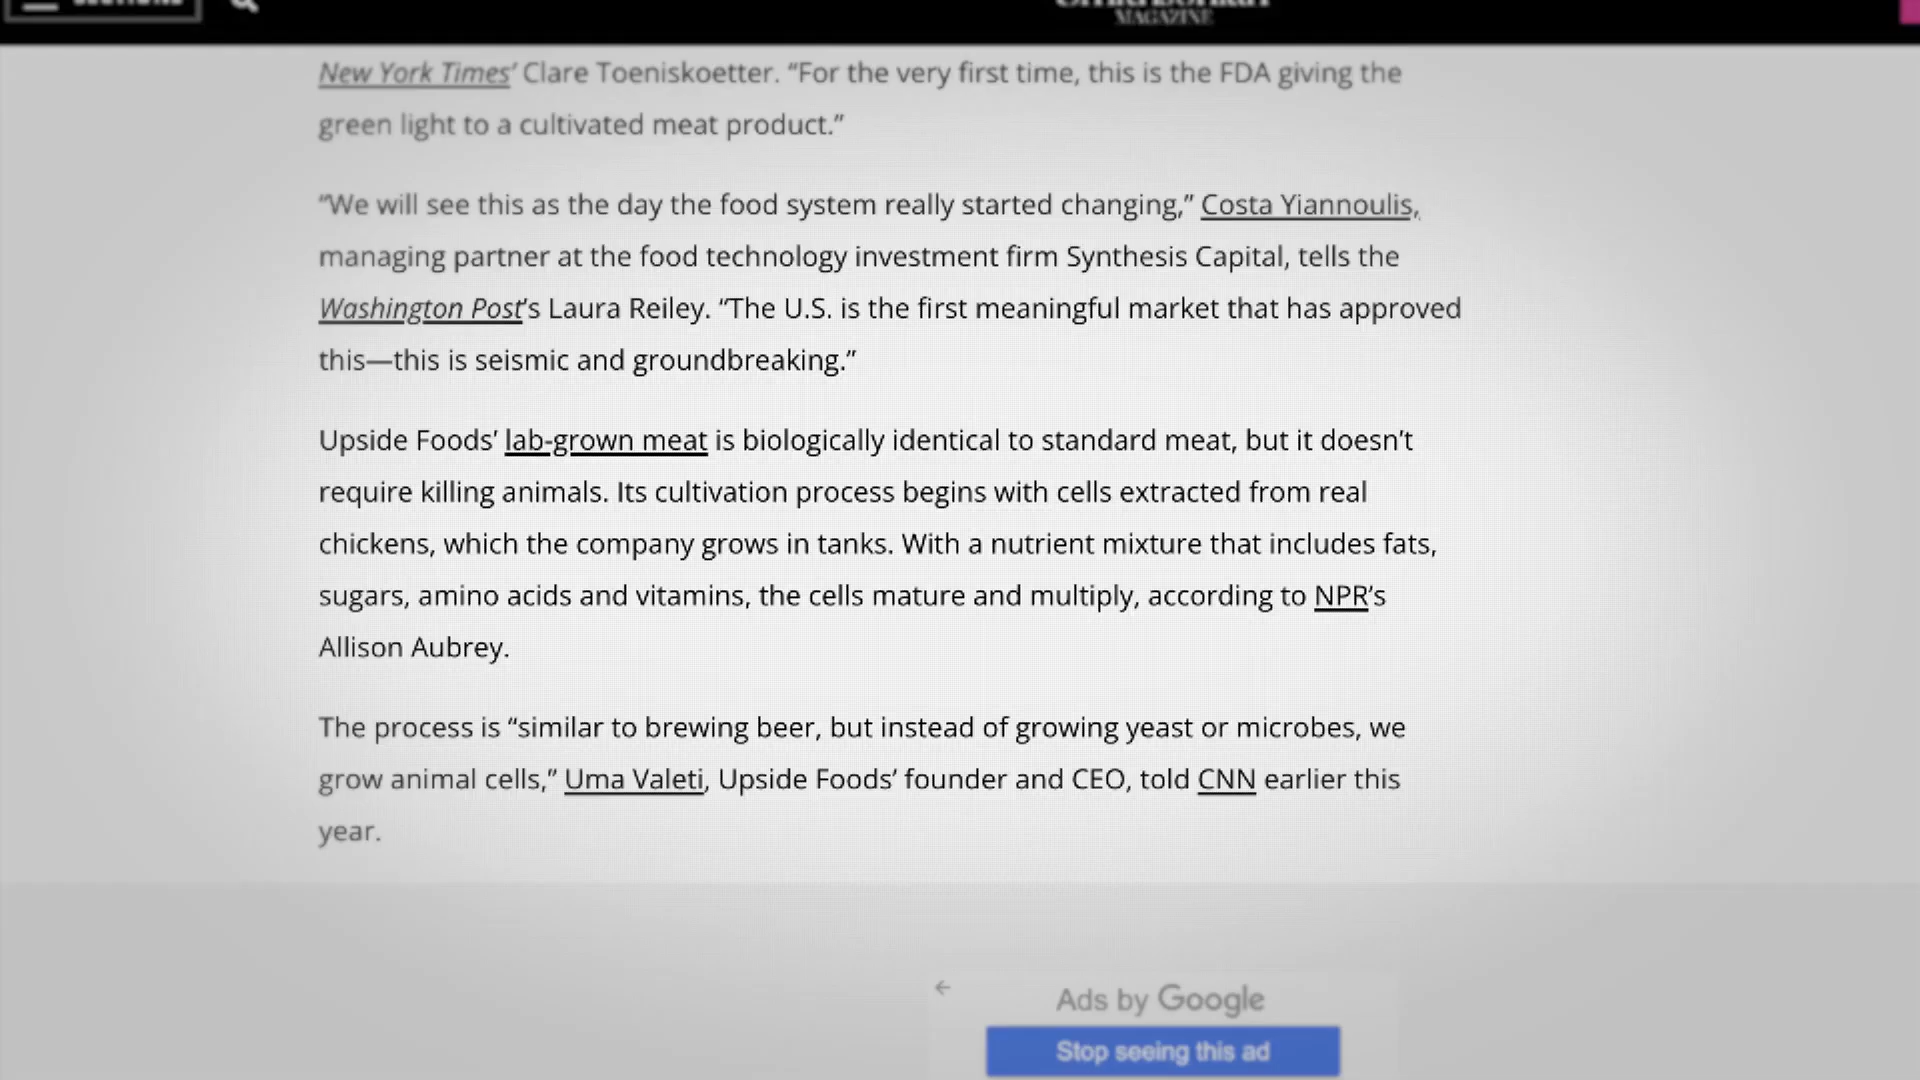 MAGAZINE
New York Times’ Clare Toeniskoetter. “For the very first time, this is the FDA giving the
green light to a cultivated meat product.”
“We will see this as the day the food system really started changing,” Costa Yiannoulis,
managing partner at the food technology investment firm Synthesis Capital, tells the
Washington Post’s Laura Reiley. “The U.S. is the first meaningful market that has approved
this—this is seismic and groundbreaking.”
Upside Foods’ lab-grown meat is biologically identical to standard meat, but it doesn’t
require killing animals. Its cultivation process begins with cells extracted from real
chickens, which the company grows in tanks. With a nutrient mixture that includes fats,
sugars, amino acids and vitamins, the cells mature and multiply, according to NPR’s
Allison Aubrey.
The process is “similar to brewing beer, but instead of growing yeast or microbes, we
grow animal cells,” Uma Valeti, Upside Foods’ founder and CEO, told CNN earlier this
year.
Ads by Google
Stop seeing this ad